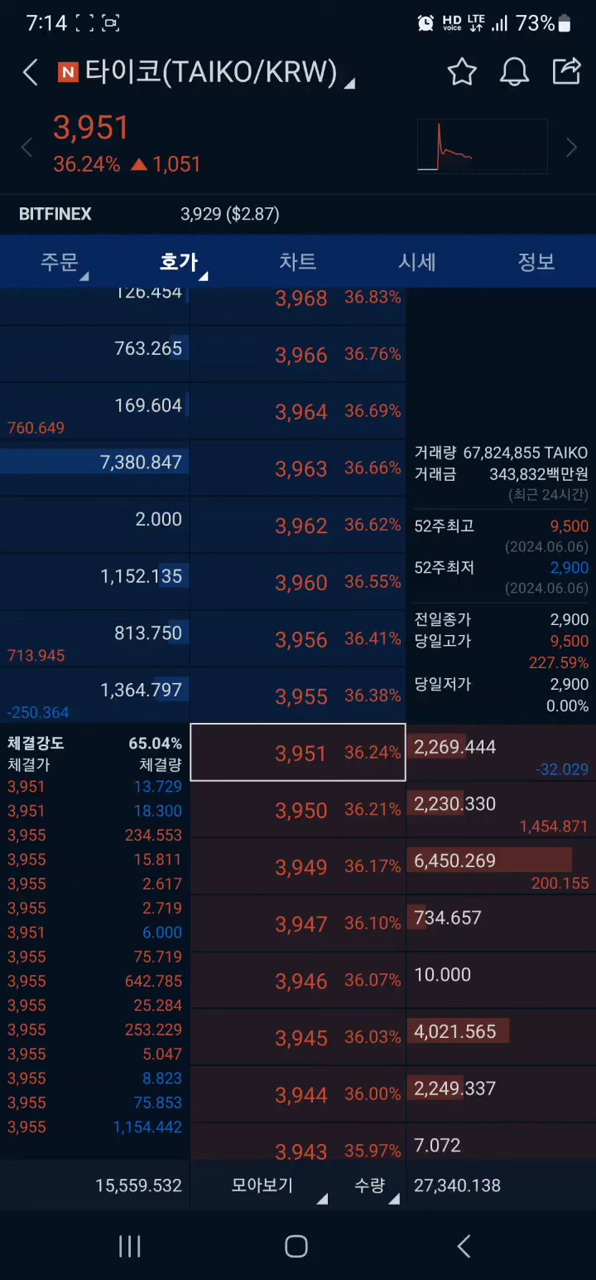 7:14 HD voice LTE 73%
N 타이코(TAIKO/KRW)
3,951
36.24% ▲ 1,051
BITFINEX 3,929 ($2.87)
주문 호가 차트 시세 정보
126.454 3,968 36.83%
763.265 3,966 36.76%
169.604 3,964 36.69%
760.649
7,380.847 3,963 36.66%
2.000 3,962 36.62%
1,152.135 3,960 36.55%
813.750 3,956 36.41%
713.945
1,364.797 3,955 36.38%
-250.364
거래량 67,824,855 TAIKO
거래금 343,832백만원
(최근 24시간)
52주최고 9,500
(2024.06.06)
52주최저 2,900
(2024.06.06)
전일종가 2,900
당일고가 9,500
227.59%
당일저가 2,900
0.00%
체결강도 65.04%
체결가 체결량
3,951 13.729
3,951 18.300
3,955 234.553
3,955 15.811
3,955 2.617
3,955 2.719
3,951 6.000
3,955 75.719
3,955 642.785
3,955 25.284
3,955 253.229
3,955 5.047
3,955 8.823
3,955 75.853
3,955 1,154.442
3,951 36.24% 2,269.444
-32.029
3,950 36.21% 2,230.330
1,454.871
3,949 36.17% 6,450.269
200.155
3,947 36.10% 734.657
3,946 36.07% 10.000
3,945 36.03% 4,021.565
3,944 36.00% 2,249.337
3,943 35.97% 7.072
15,559.532 모아보기 수량 27,340.138